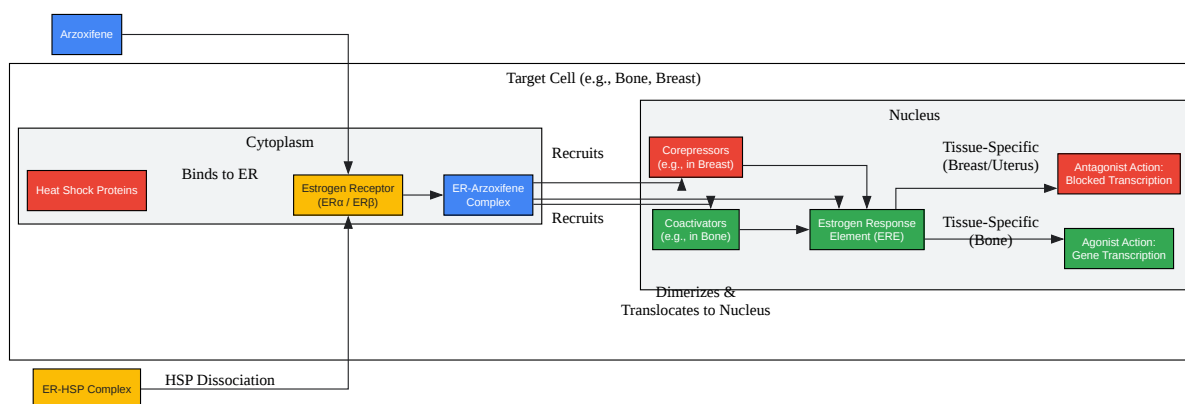 Arzoxifene
Target Cell (e.g., Bone, Breast)
Cytoplasm
Heat Shock Proteins
Binds to ER
Estrogen Receptor
(ERα / ERβ)
ER-Arzoxifene
Complex
Recruits
Recruits
Nucleus
Corepressors
(e.g., in Breast)
Coactivators
(e.g., in Bone)
Estrogen Response
Element (ERE)
Tissue-Specific
(Breast/Uterus)
Tissue-Specific
(Bone)
Antagonist Action:
Blocked Transcription
Agonist Action:
Gene Transcription
Dimerizes &
Translocates to Nucleus
ER-HSP Complex
HSP Dissociation